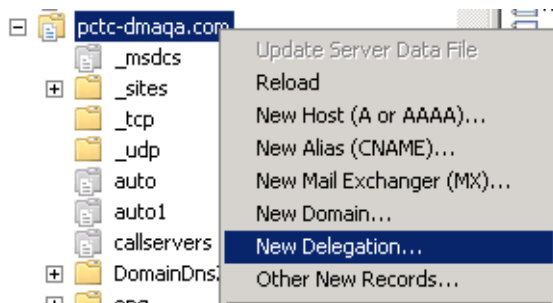 pctc-dmaqa.com
_msdcs
_sites
_tcp
_udp
auto
auto1
callservers
Update Server Data File
Reload
New Host (A or AAAA)...
New Alias (CNAME)...
New Mail Exchanger (MX)...
New Domain...
New Delegation...
Other New Records...